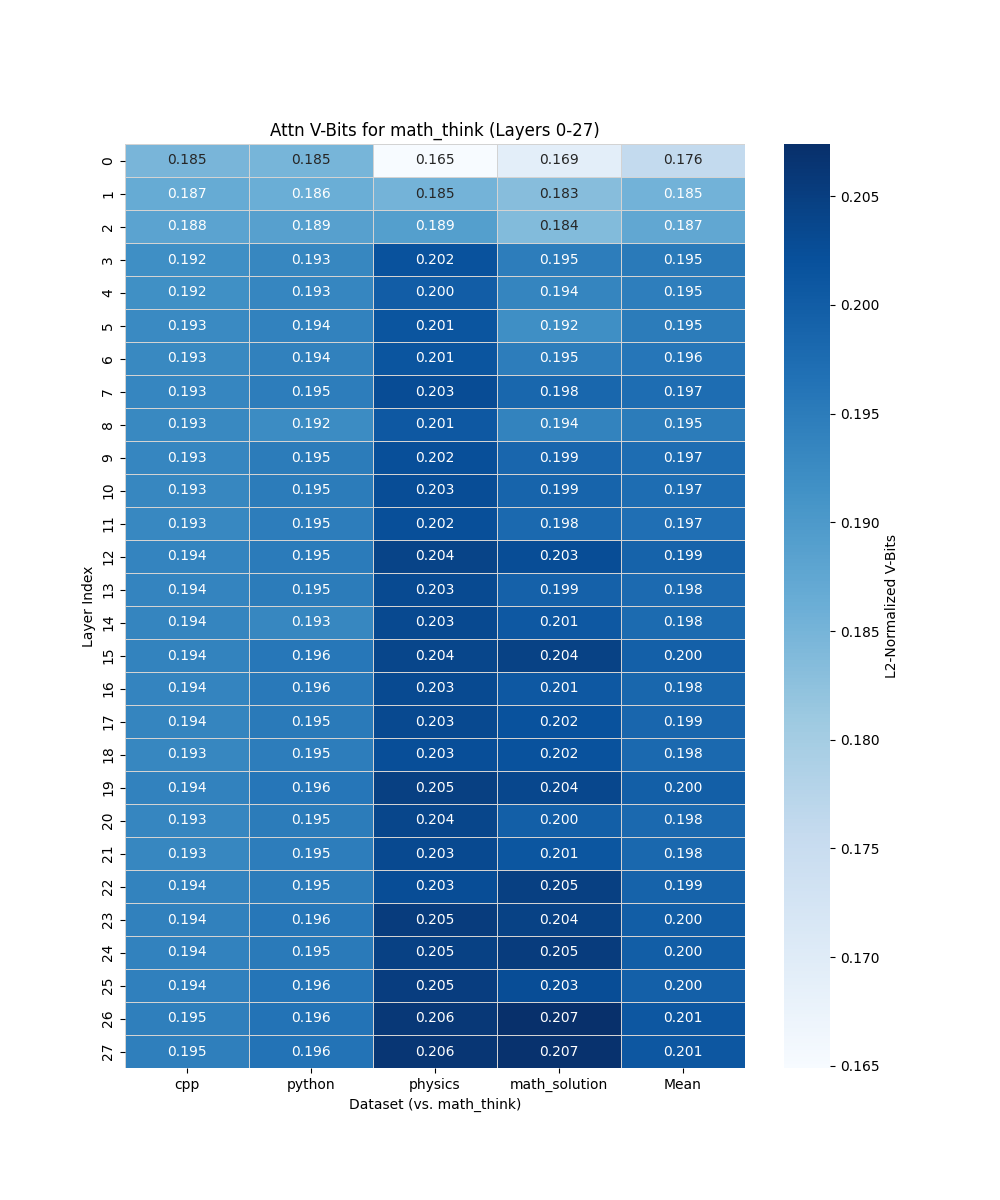 Attn V-Bits for math_think (Layers 0-27)
0 0.185 0.185 0.165 0.169 0.176
1 0.187 0.186 0.185 0.183 0.185
2 0.188 0.189 0.189 0.184 0.187
3 0.192 0.193 0.202 0.195 0.195
4 0.192 0.193 0.200 0.194 0.195
5 0.193 0.194 0.201 0.192 0.195
6 0.193 0.194 0.201 0.195 0.196
7 0.193 0.195 0.203 0.198 0.197
8 0.193 0.192 0.201 0.194 0.195
9 0.193 0.195 0.202 0.199 0.197
10 0.193 0.195 0.203 0.199 0.197
11 0.193 0.195 0.202 0.198 0.197
12 0.194 0.195 0.204 0.203 0.199
13 0.194 0.195 0.203 0.199 0.198
14 0.194 0.193 0.203 0.201 0.198
15 0.194 0.196 0.204 0.204 0.200
16 0.194 0.196 0.203 0.201 0.198
17 0.194 0.195 0.203 0.202 0.199
18 0.193 0.195 0.203 0.202 0.198
19 0.194 0.196 0.205 0.204 0.200
20 0.193 0.195 0.204 0.200 0.198
21 0.193 0.195 0.203 0.201 0.198
22 0.194 0.195 0.203 0.205 0.199
23 0.194 0.196 0.205 0.204 0.200
24 0.194 0.195 0.205 0.205 0.200
25 0.194 0.196 0.205 0.203 0.200
26 0.195 0.196 0.206 0.207 0.201
27 0.195 0.196 0.206 0.207 0.201
cpp python physics math_solution Mean
Dataset (vs. math_think)
Layer Index
0.205
0.200
0.195
0.190
0.185
0.180
0.175
0.170
0.165
L2-Normalized V-Bits